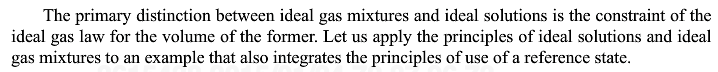 The primary distinction between ideal gas mixtures and ideal solutions is the constraint of the
ideal gas law for the volume of the former. Let us apply the principles of ideal solutions and ideal
gas mixtures to an example that also integrates the principles of use of a reference state.